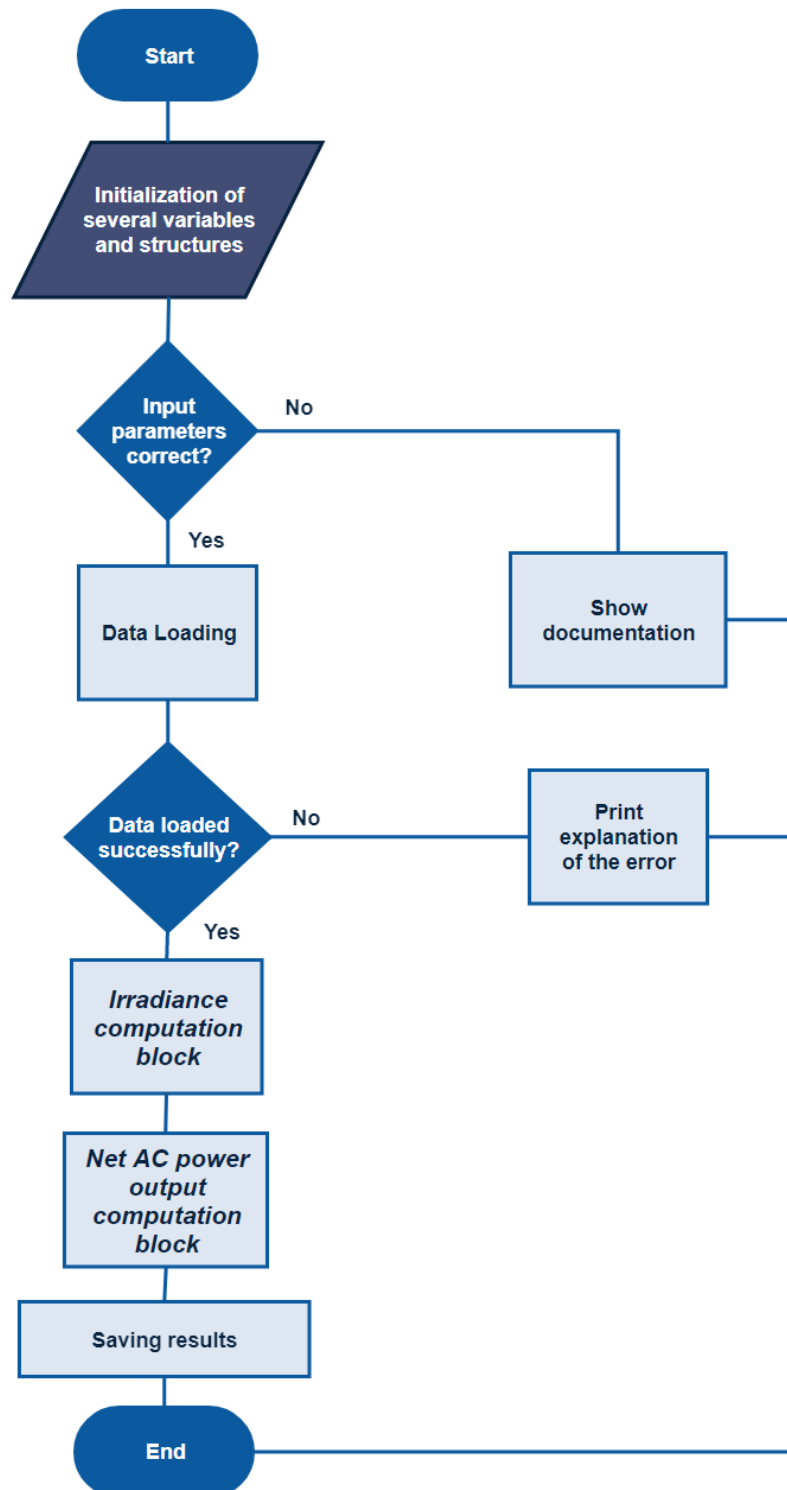 Start
Initialization of
several variables
and structures
Input
parameters
correct?
No
Yes
Data Loading
Show
documentation
Data loaded
successfully?
No
Print
explanation
of the error
Yes
Irradiance
computation
block
Net AC power
output
computation
block
Saving results
End